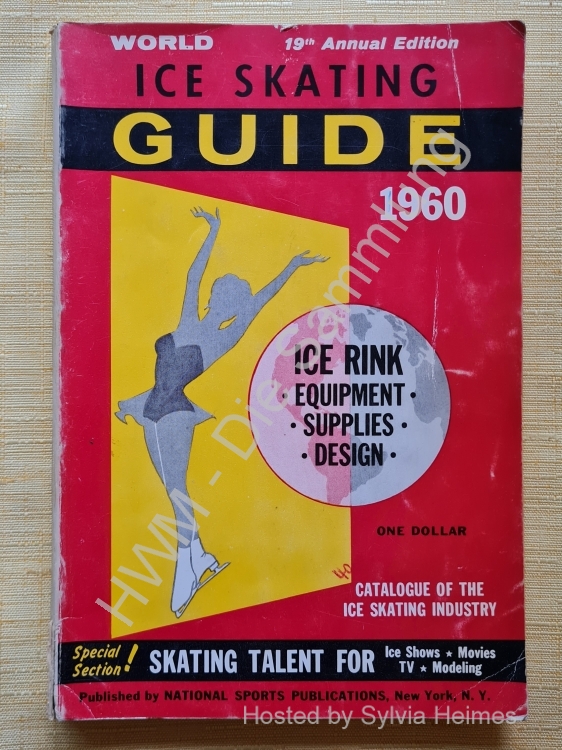 WORLD 19th Annual Edition
ICE SKATING
GUIDE
1960
ICE RINK
· EQUIPMENT ·
· SUPPLIES ·
· DESIGN ·
ONE DOLLAR
40
CATALOGUE OF THE
ICE SKATING INDUSTRY
Special
Section!
SKATING TALENT FOR
Ice Shows ★ Movies
TV ★ Modeling
Published by NATIONAL SPORTS PUBLICATIONS, New York, N. Y.
HWM - Die Sammlung
Hosted by Sylvia Heimes